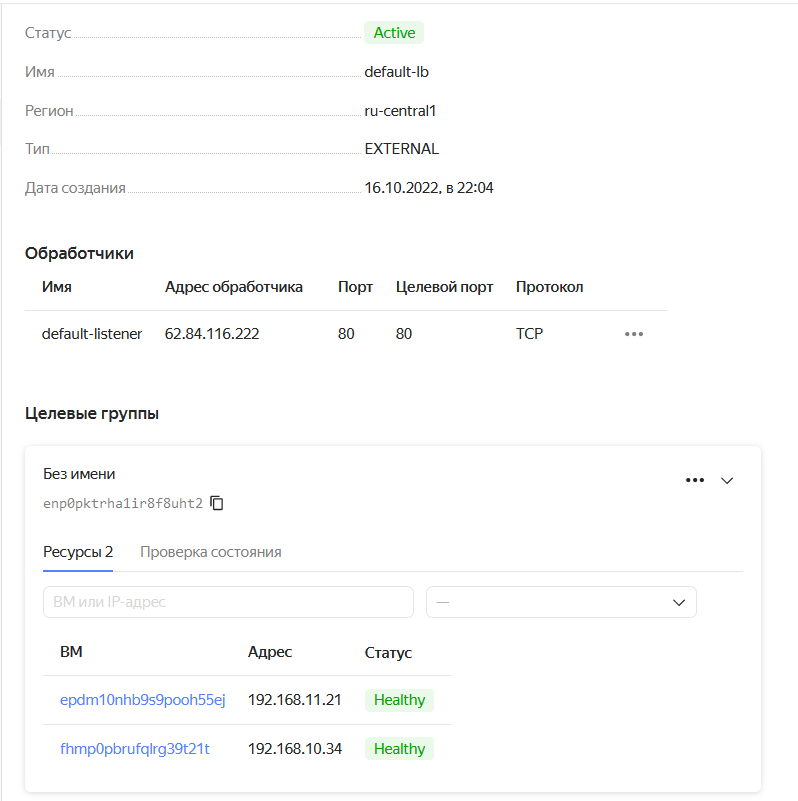 Статус Active
Имя default-lb
Регион ru-central1
Тип EXTERNAL
Дата создания 16.10.2022, в 22:04
Обработчики
Имя Адрес обработчика Порт Целевой порт Протокол
default-listener 62.84.116.222 80 80 TCP
Целевые группы
Без имени
enp0pktrha1ir8f8uht2
Ресурсы 2 Проверка состояния
ВМ или IP-адрес —
ВМ Адрес Статус
epdm10nhb9s9pooh55ej 192.168.11.21 Healthy
fhmp0pbrufqlrg39t21t 192.168.10.34 Healthy